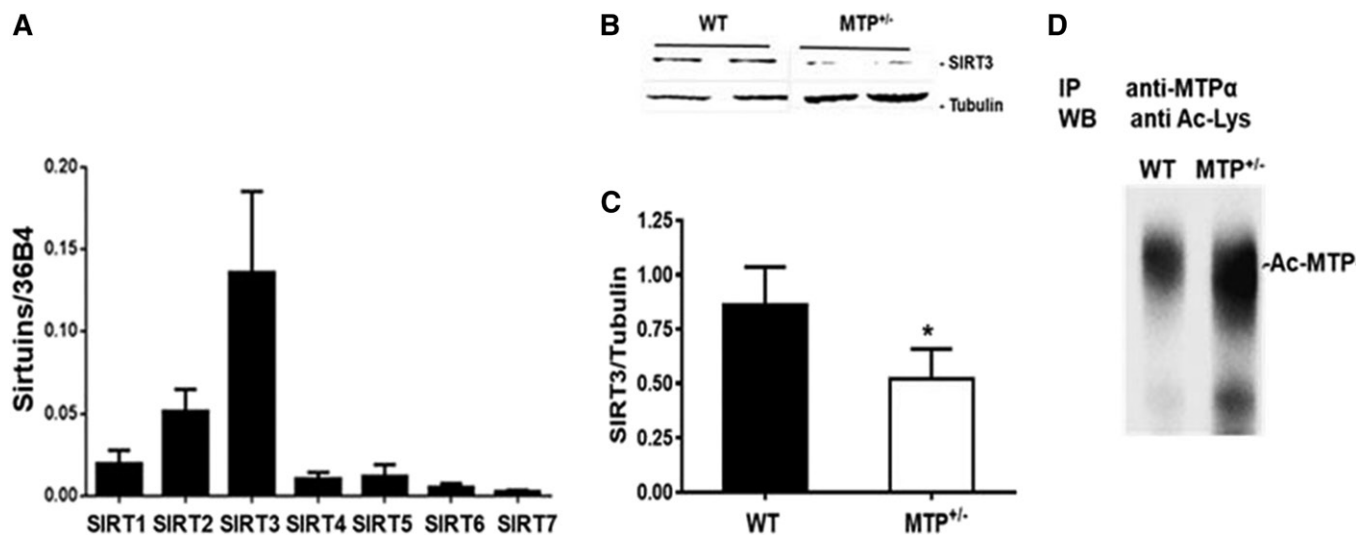 A
Sirtuins/36B4
0.20
0.15
0.10
0.05
0.00
SIRT1 SIRT2 SIRT3 SIRT4 SIRT5 SIRT6 SIRT7
B
WT MTP+/-
- SIRT3
- Tubulin
C
SIRT3/Tubulin
1.25
1.00
0.75
0.50
0.25
0.00
*
WT MTP+/-
D
IP anti-MTPα
WB anti Ac-Lys
WT MTP+/-
-Ac-MTP